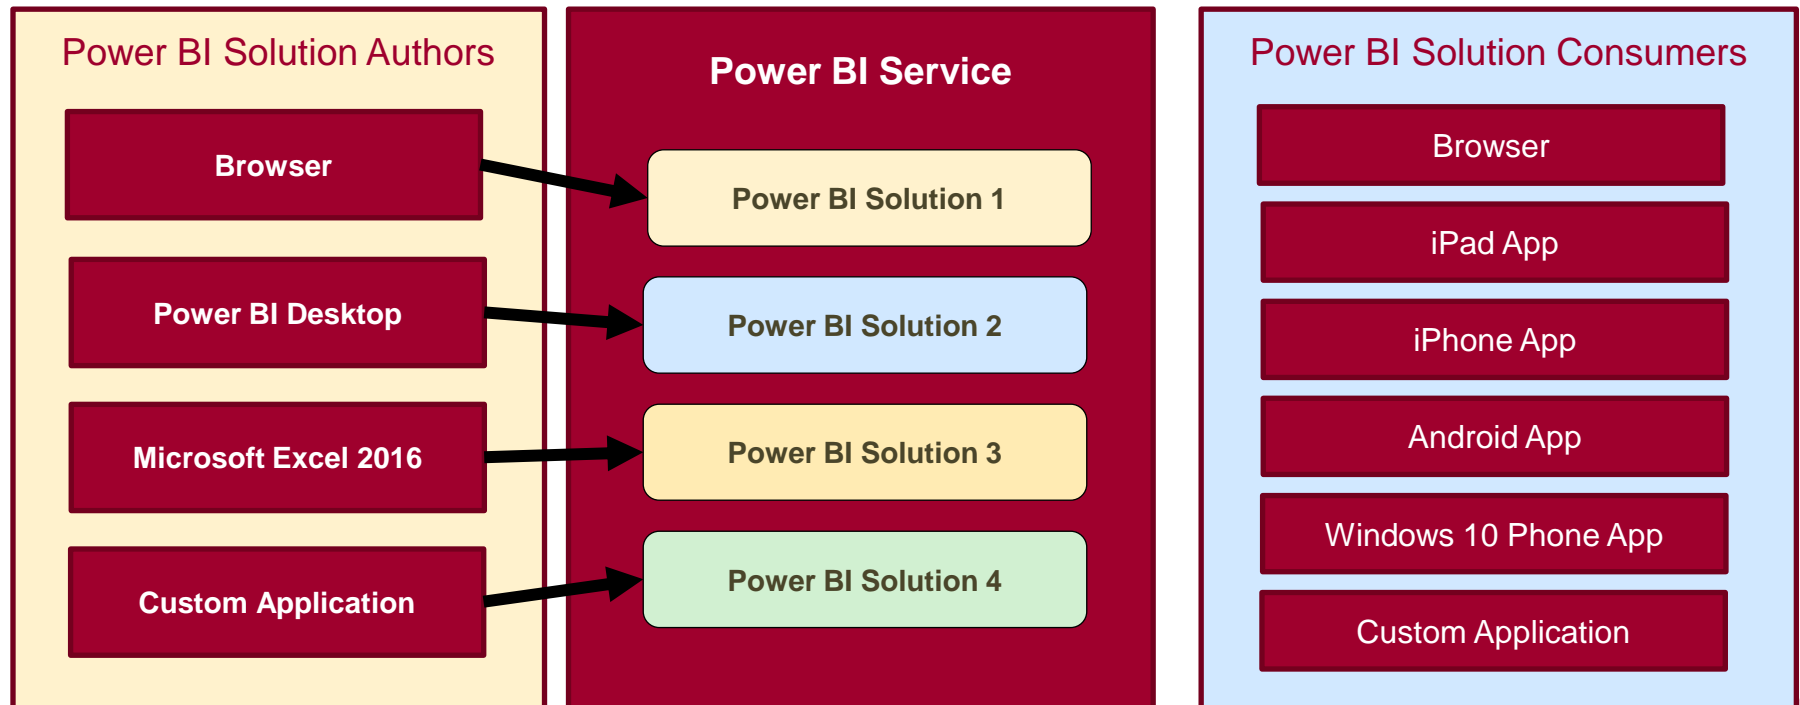 Power BI Solution Authors
Browser
Power BI Desktop
Microsoft Excel 2016
Custom Application
Power BI Service
Power BI Solution 1
Power BI Solution 2
Power BI Solution 3
Power BI Solution 4
Power BI Solution Consumers
Browser
iPad App
iPhone App
Android App
Windows 10 Phone App
Custom Application